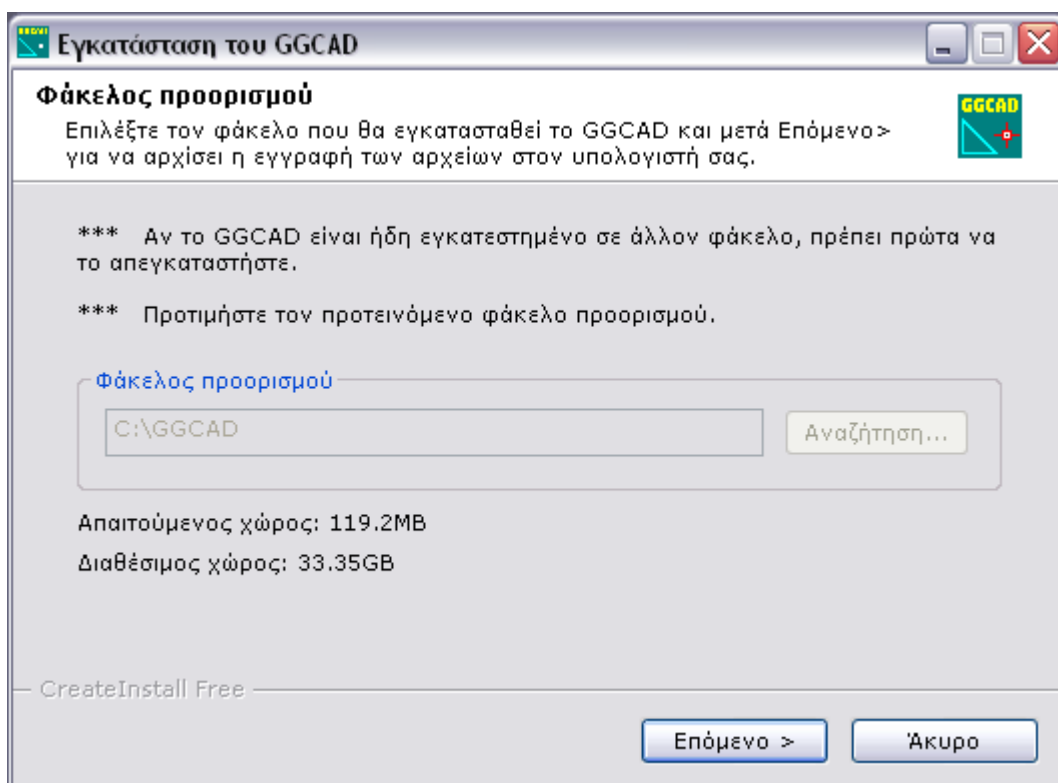 Εγκατάσταση του GGCAD
Φάκελος προορισμού
Επιλέξτε τον φάκελο που θα εγκατασταθεί το GGCAD και μετά Επόμενο>
για να αρχίσει η εγγραφή των αρχείων στον υπολογιστή σας.
GGCAD
*** Αν το GGCAD είναι ήδη εγκατεστημένο σε άλλον φάκελο, πρέπει πρώτα να
το απεγκαταστήστε.
*** Προτιμήστε τον προτεινόμενο φάκελο προορισμού.
Φάκελος προορισμού
C:\GGCAD
Αναζήτηση...
Απαιτούμενος χώρος: 119.2MB
Διαθέσιμος χώρος: 33.35GB
CreateInstall Free
Επόμενο >
Άκυρο